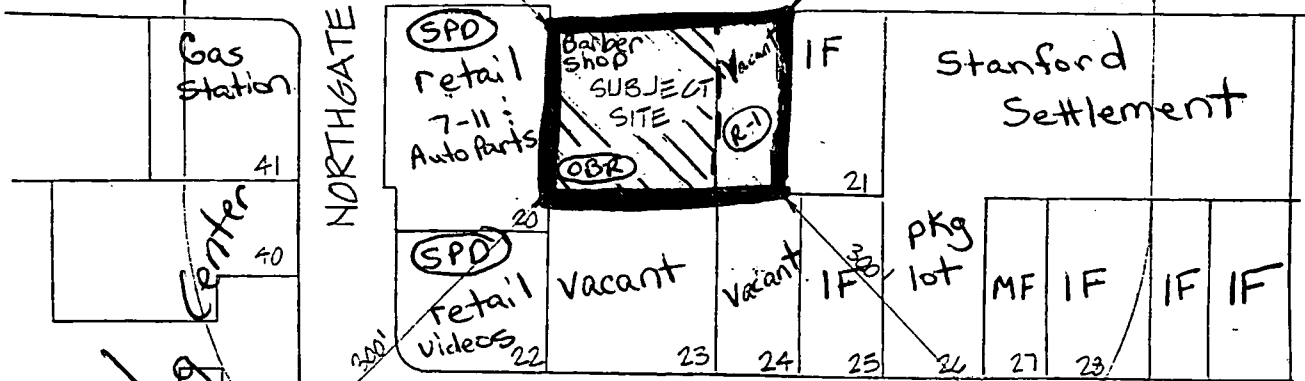 Gas
Station
41
Center
40
NORTHGATE
SPD
retail
7-11 :
Auto Parts
20
SPD
retail
videos
22
300'
Barber
Shop
SUBJECT
SITE
OBR
Vacant
R-1
1F
21
Stanford
Settlement
Vacant
23
Vacant
24
1F
25
300'
pkg
lot
26
MF
27
1F
28
1F
1F